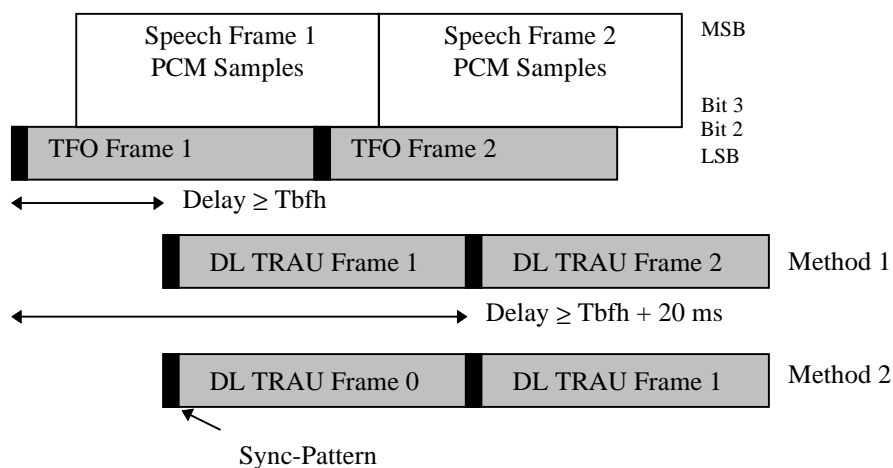 Speech Frame 1
PCM Samples
Speech Frame 2
PCM Samples
MSB
Bit 3
Bit 2
LSB
TFO Frame 1
TFO Frame 2
Delay ≥ Tbfh
DL TRAU Frame 1
DL TRAU Frame 2
Method 1
Delay ≥ Tbfh + 20 ms
DL TRAU Frame 0
DL TRAU Frame 1
Method 2
Sync-Pattern